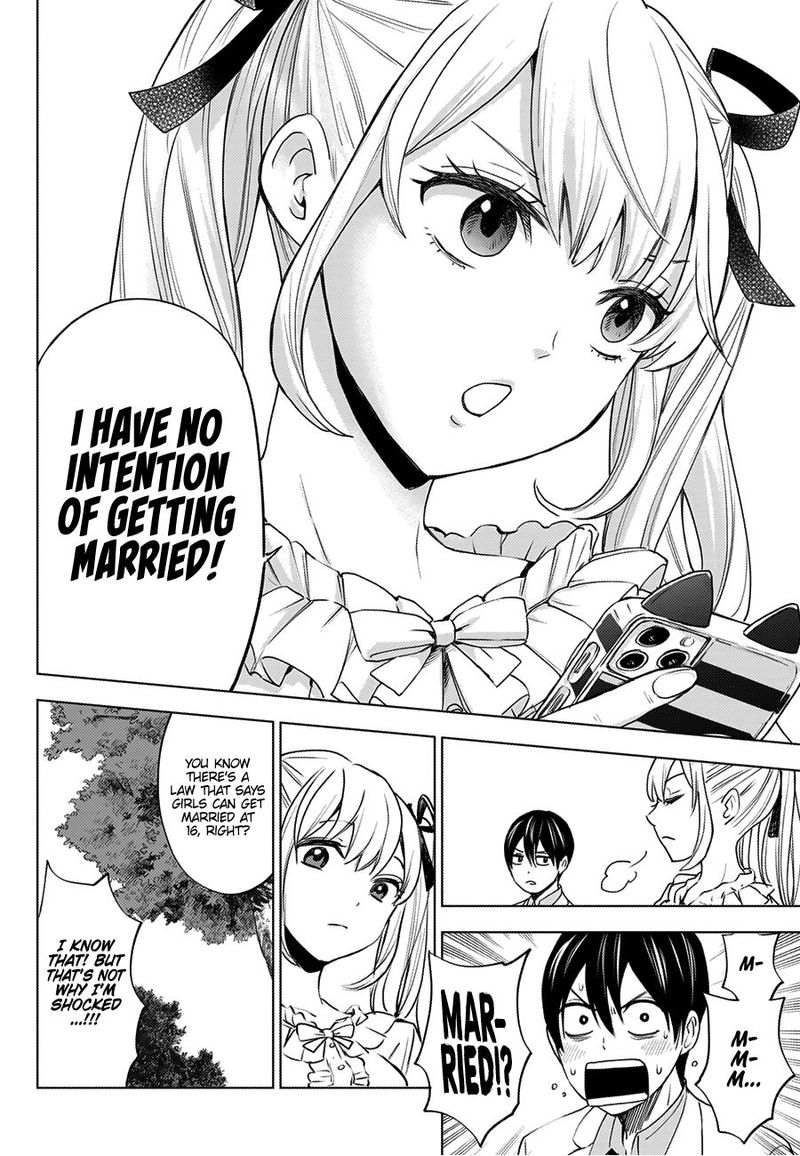 I HAVE NO
INTENTION
OF GETTING
MARRIED!
M-
M-
M-
M...
MAR-
RIED!?
YOU KNOW
THERE'S A
LAW THAT SAYS
GIRLS CAN GET
MARRIED AT
16, RIGHT?
I KNOW
THAT! BUT
THAT'S NOT
WHY I'M
SHOCKED
...!!!